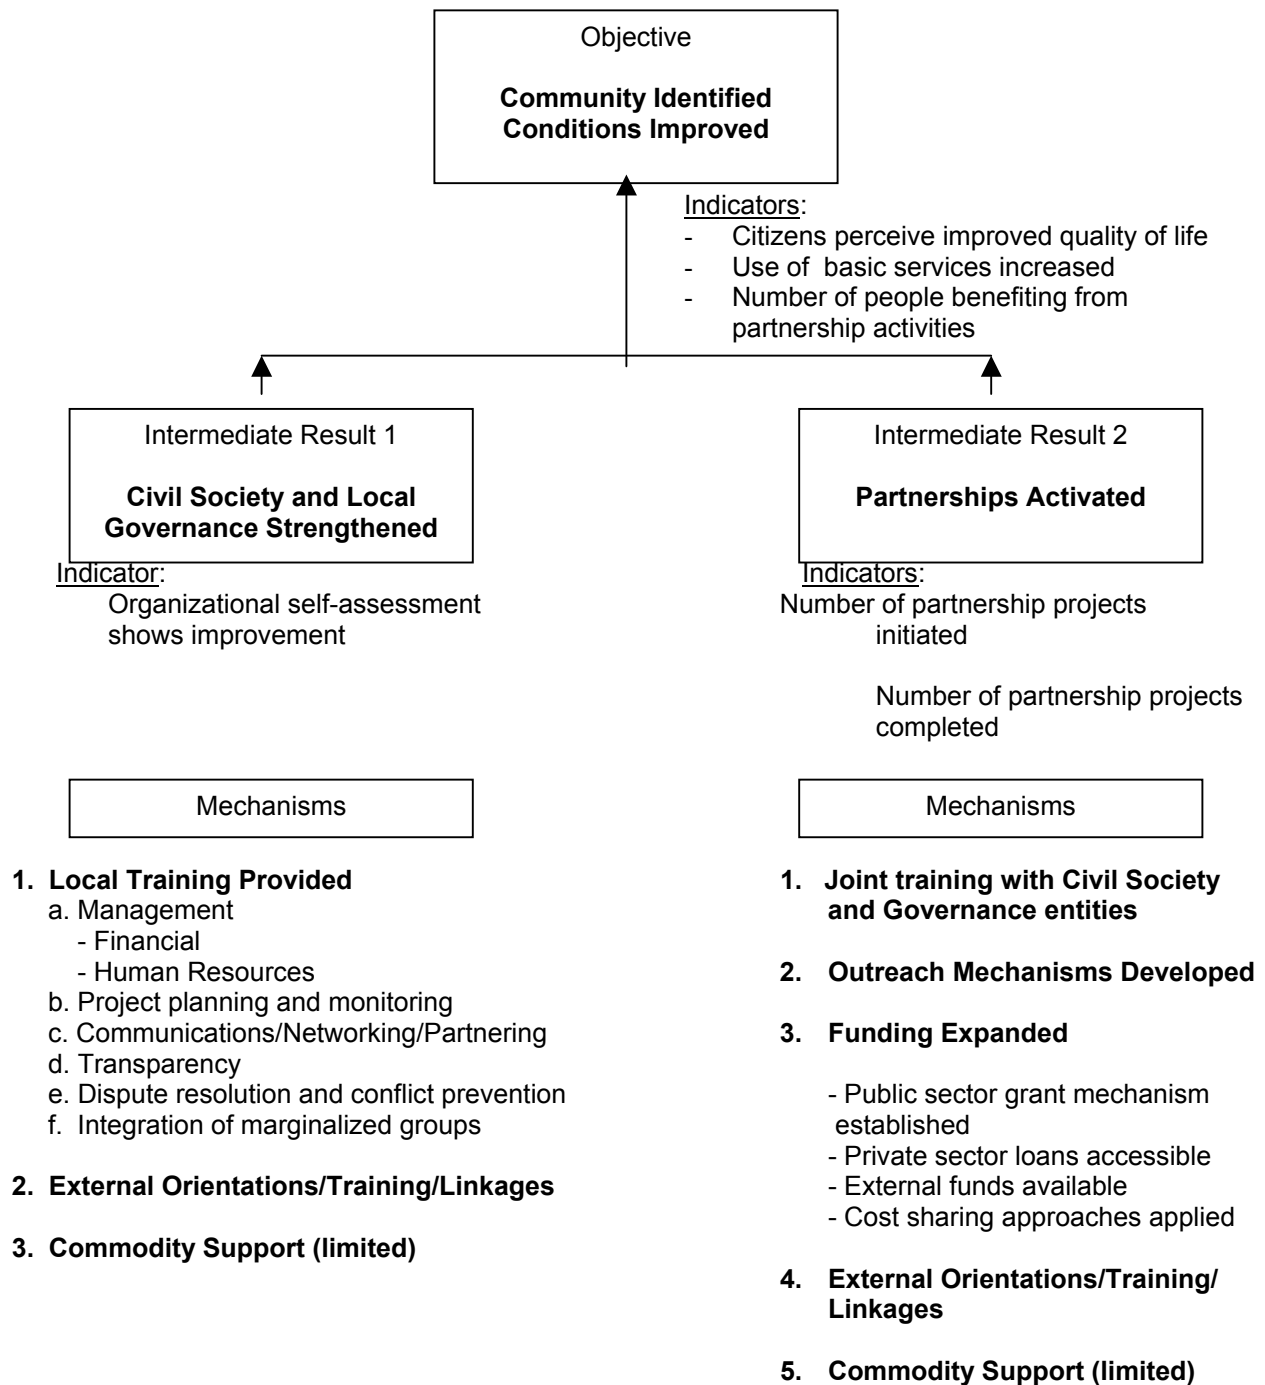 Objective
Community Identified
Conditions Improved
Indicators:
- Citizens perceive improved quality of life
- Use of basic services increased
- Number of people benefiting from
partnership activities
Intermediate Result 1
Civil Society and Local
Governance Strengthened
Indicator:
Organizational self-assessment
shows improvement
Intermediate Result 2
Partnerships Activated
Indicators:
Number of partnership projects
initiated
Number of partnership projects
completed
Mechanisms
1. Local Training Provided
a. Management
- Financial
- Human Resources
b. Project planning and monitoring
c. Communications/Networking/Partnering
d. Transparency
e. Dispute resolution and conflict prevention
f. Integration of marginalized groups
2. External Orientations/Training/Linkages
3. Commodity Support (limited)
Mechanisms
1. Joint training with Civil Society
and Governance entities
2. Outreach Mechanisms Developed
3. Funding Expanded
- Public sector grant mechanism
established
- Private sector loans accessible
- External funds available
- Cost sharing approaches applied
4. External Orientations/Training/
Linkages
5. Commodity Support (limited)